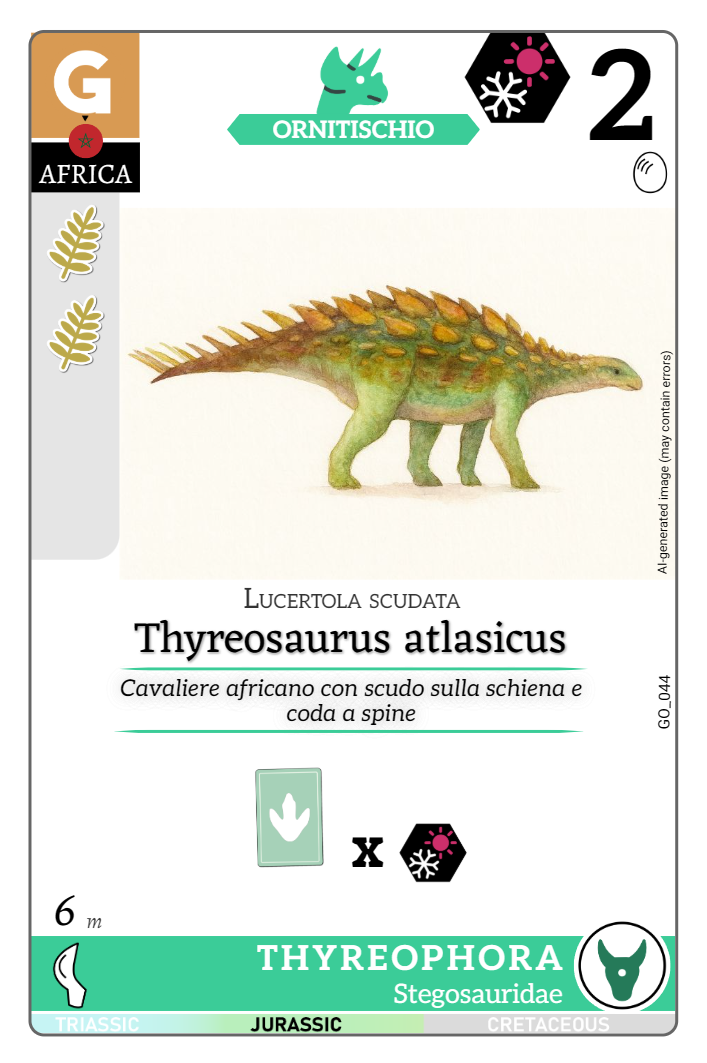 G
AFRICA
ORNITISCHIO
2
AI-generated image (may contain errors)
LUCERTOLA SCUDATA
Thyreosaurus atlasicus
Cavaliere africano con scudo sulla schiena e
coda a spine
GO_044
x
6 m
THYREOPHORA
Stegosauridae
TRIASSIC
JURASSIC
CRETACEOUS